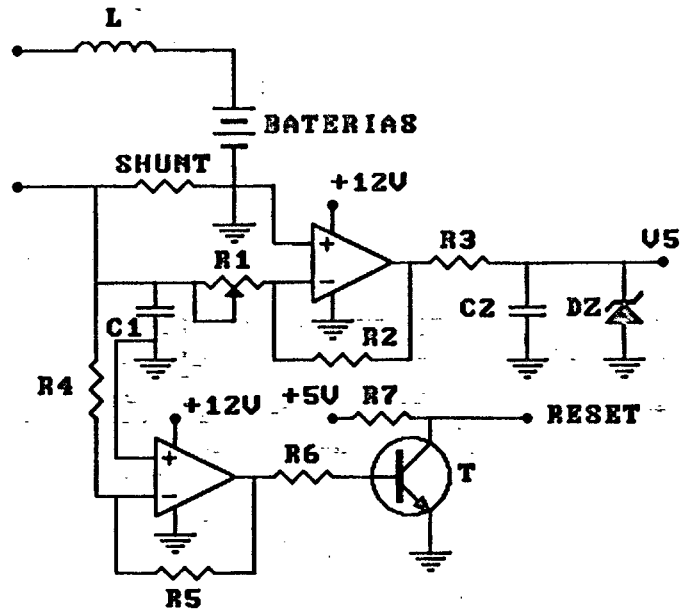 L
BATERIAS
SHUNT
+12V
+
-
R1
R3
V5
C1
R2
C2
DZ
R4
+12V
+5V
R7
RESET
+
-
R6
T
R5